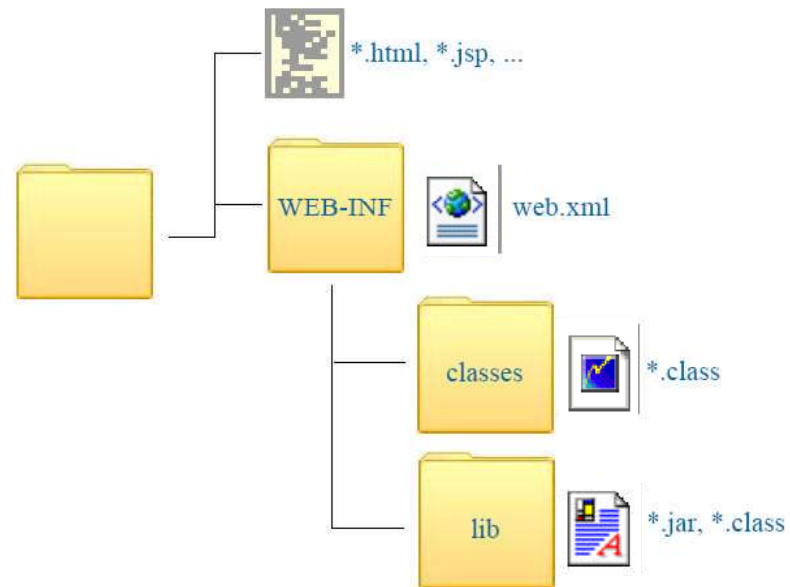 *.html, *.jsp, ...
WEB-INF
web.xml
classes
*.class
lib
*.jar, *.class